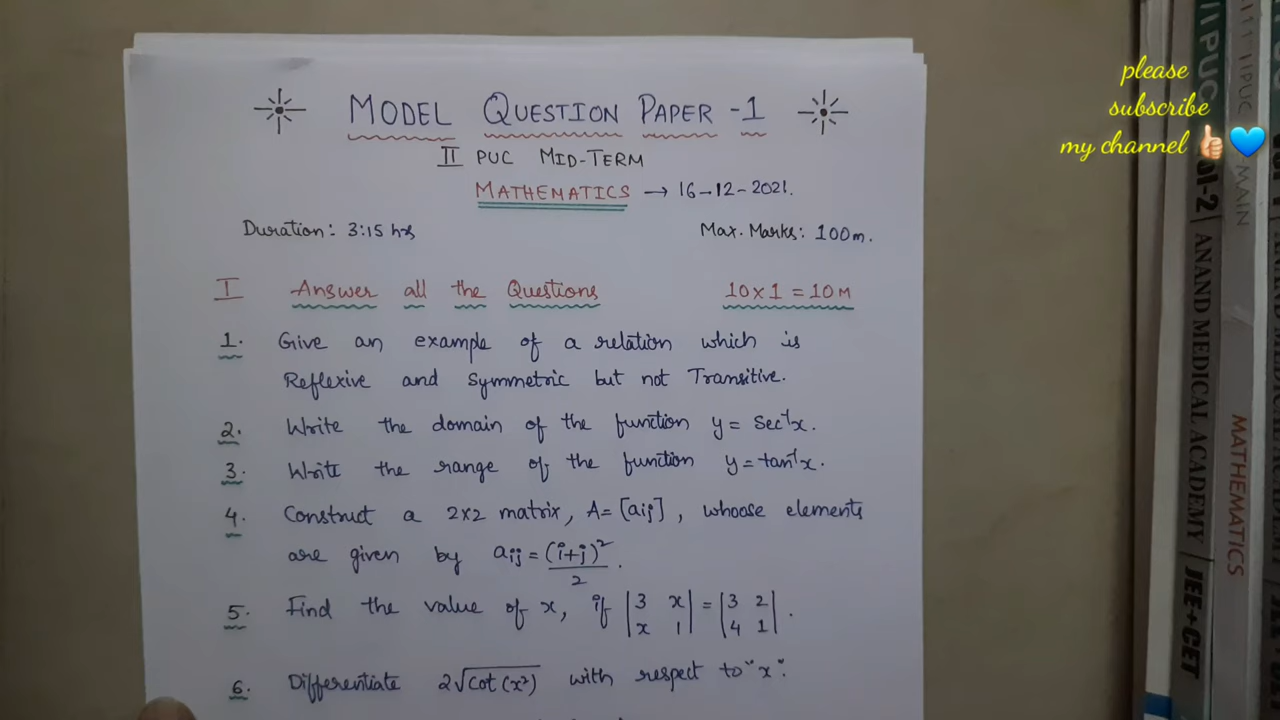 MODEL QUESTION PAPER - 1
II PUC MID-TERM
MATHEMATICS → 16-12-2021.
Duration: 3:15 hrs
Max. Marks: 100m.
I Answer all the Questions 10 x 1 = 10 M
1. Give an example of a relation which is
Reflexive and Symmetric but not Transitive.
2. Write the domain of the function y = sec⁻¹x.
3. Write the range of the function y = tan⁻¹x.
4. Construct a 2x2 matrix, A = [aij], whoose elements
are given by aij = (i+j)²/2.
5. Find the value of x, if |3 x| = |3 2|.
|x 1| |4 1|
6. Differentiate 2√cot(x²) with respect to "x".
please
subscribe
my channel 👍🏻💙
II PUC
ANAND MEDICAL ACADEMY
JEE+CET
II PUC
MAIN
MATHEMATICS